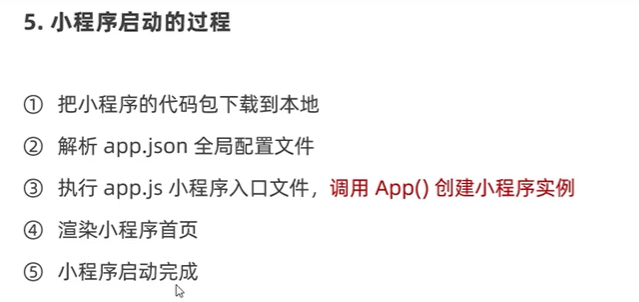 5. 小程序启动的过程
① 把小程序的代码包下载到本地
② 解析 app.json 全局配置文件
③ 执行 app.js 小程序入口文件，调用 App() 创建小程序实例
④ 渲染小程序首页
⑤ 小程序启动完成